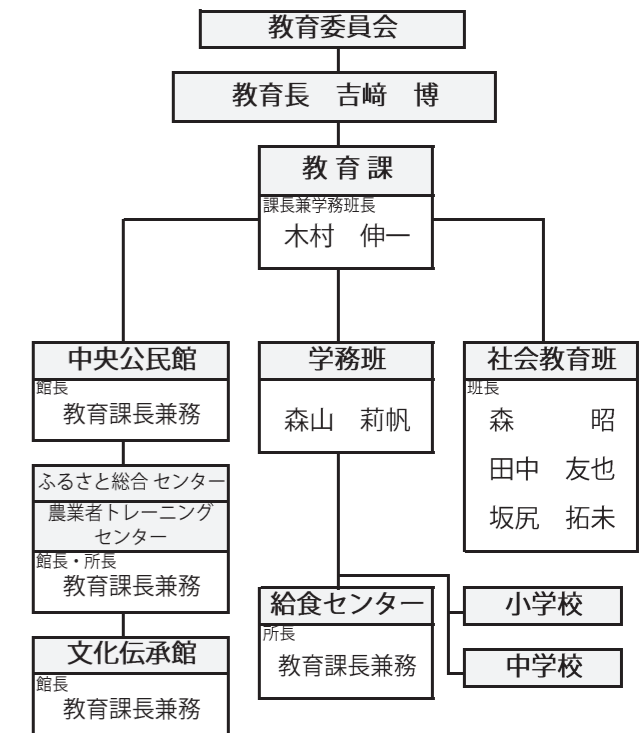 教育委員会
教育長　吉﨑　博
教 育 課
課長兼学務班長
木村　伸一
中央公民館
館長
教育課長兼務
ふるさと総合 センター
農業者トレーニング
センター
館長・所長
教育課長兼務
文化伝承館
館長
教育課長兼務
学務班
森山　莉帆
給食センター
所長
教育課長兼務
社会教育班
班長
森　　　昭
田中　友也
坂尻　拓未
小学校
中学校